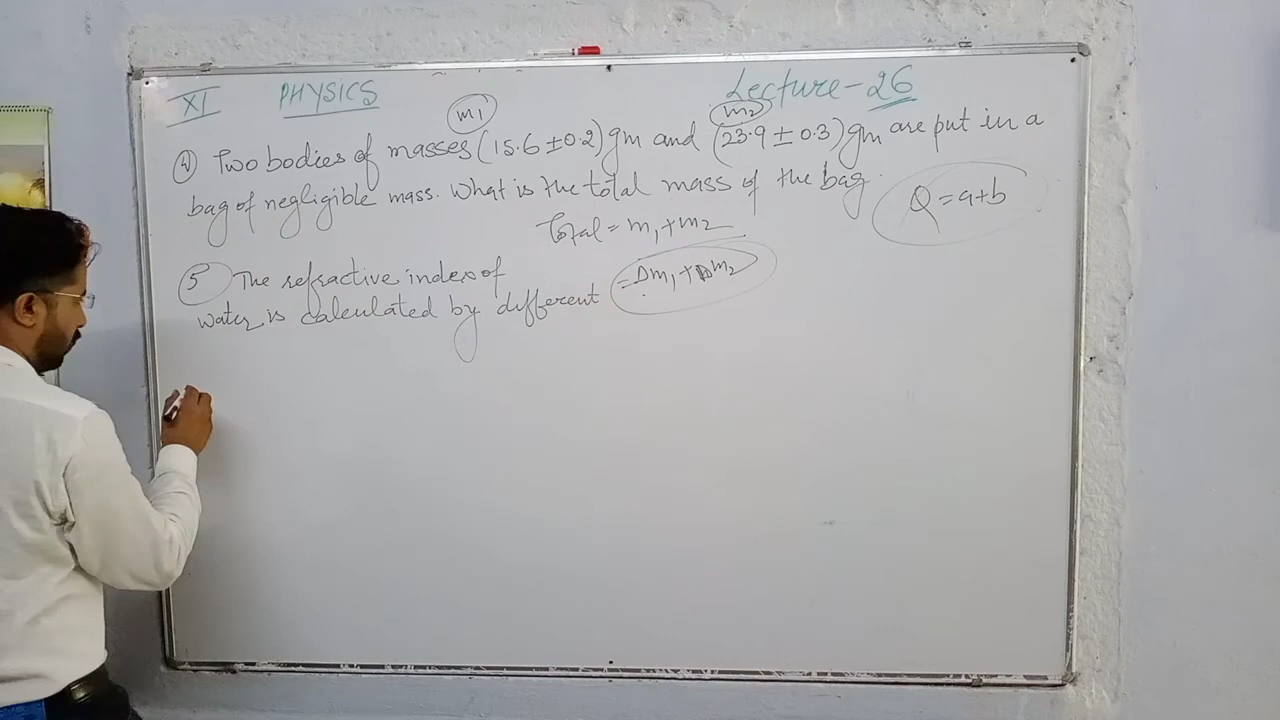 XI PHYSICS Lecture-26
m1 m2
4 Two bodies of masses (15.6 ± 0.2) gm and (23.9 ± 0.3) gm are put in a
bag of negligible mass. What is the total mass of the bag.
Q = a+b
Total = m1 + m2
= Δm1 + Δm2
5 The refractive index of
water is calculated by different